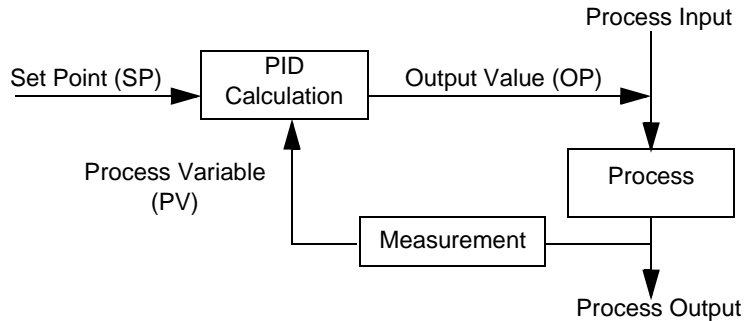 Process Input
Set Point (SP)
PID
Calculation
Output Value (OP)
Process Variable
(PV)
Process
Measurement
Process Output